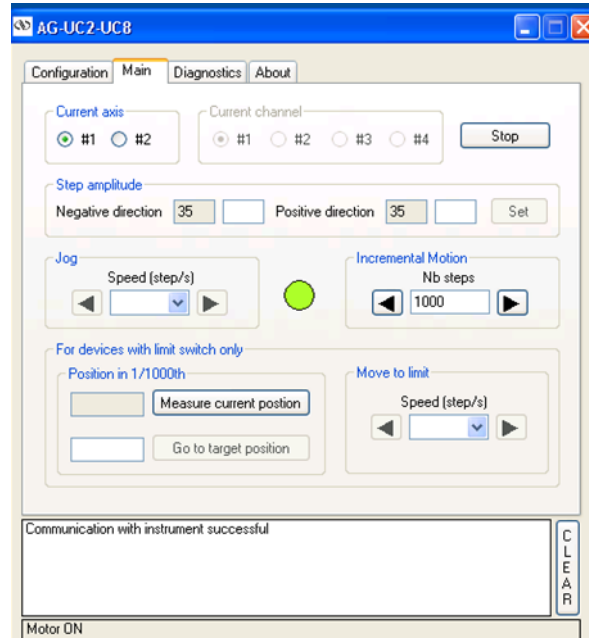 AG-UC2-UC8
Configuration Main Diagnostics About
Current axis
#1 #2
Current channel
#1 #2 #3 #4
Stop
Step amplitude
Negative direction 35 Positive direction 35 Set
Jog
Speed (step/s)
Incremental Motion
Nb steps
1000
For devices with limit switch only
Position in 1/1000th
Measure current postion
Go to target position
Move to limit
Speed (step/s)
Communication with instrument successful
CLEAR
Motor ON